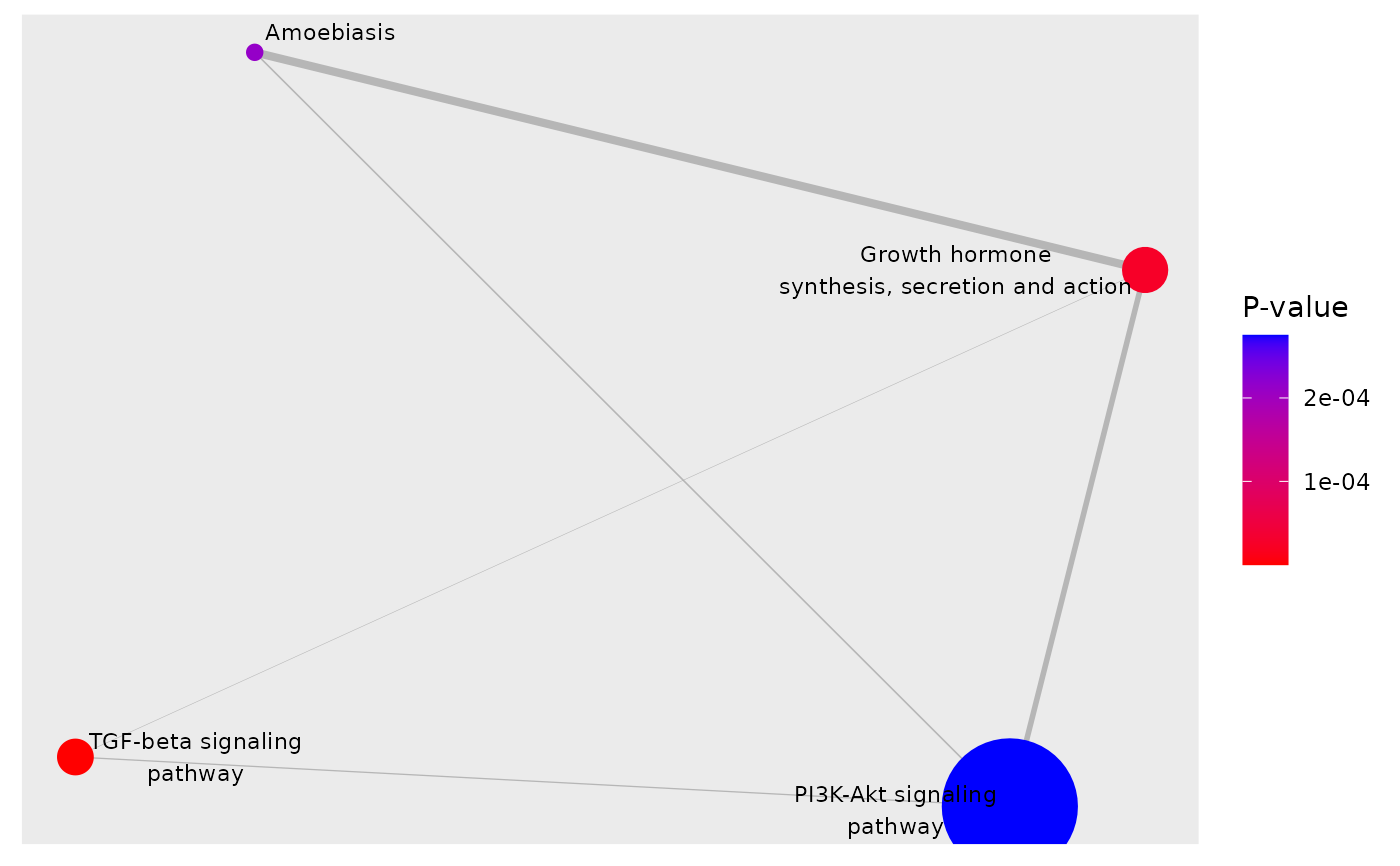 Amoebiasis
Growth hormone
synthesis, secretion and action
P-value
2e-04
1e-04
TGF-beta signaling
pathway
PI3K-Akt signaling
pathway